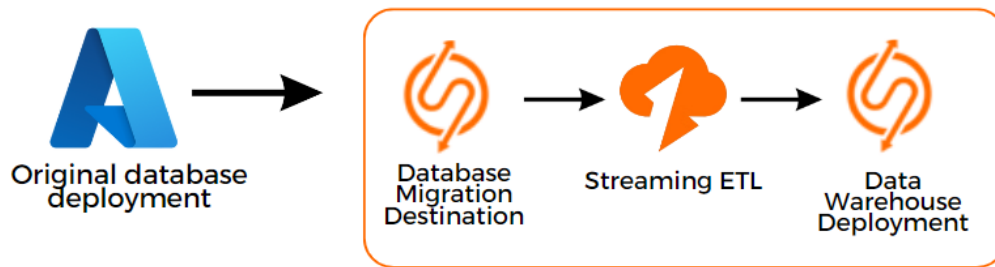 Original database
deployment
Database
Migration
Destination
Streaming ETL
Data
Warehouse
Deployment